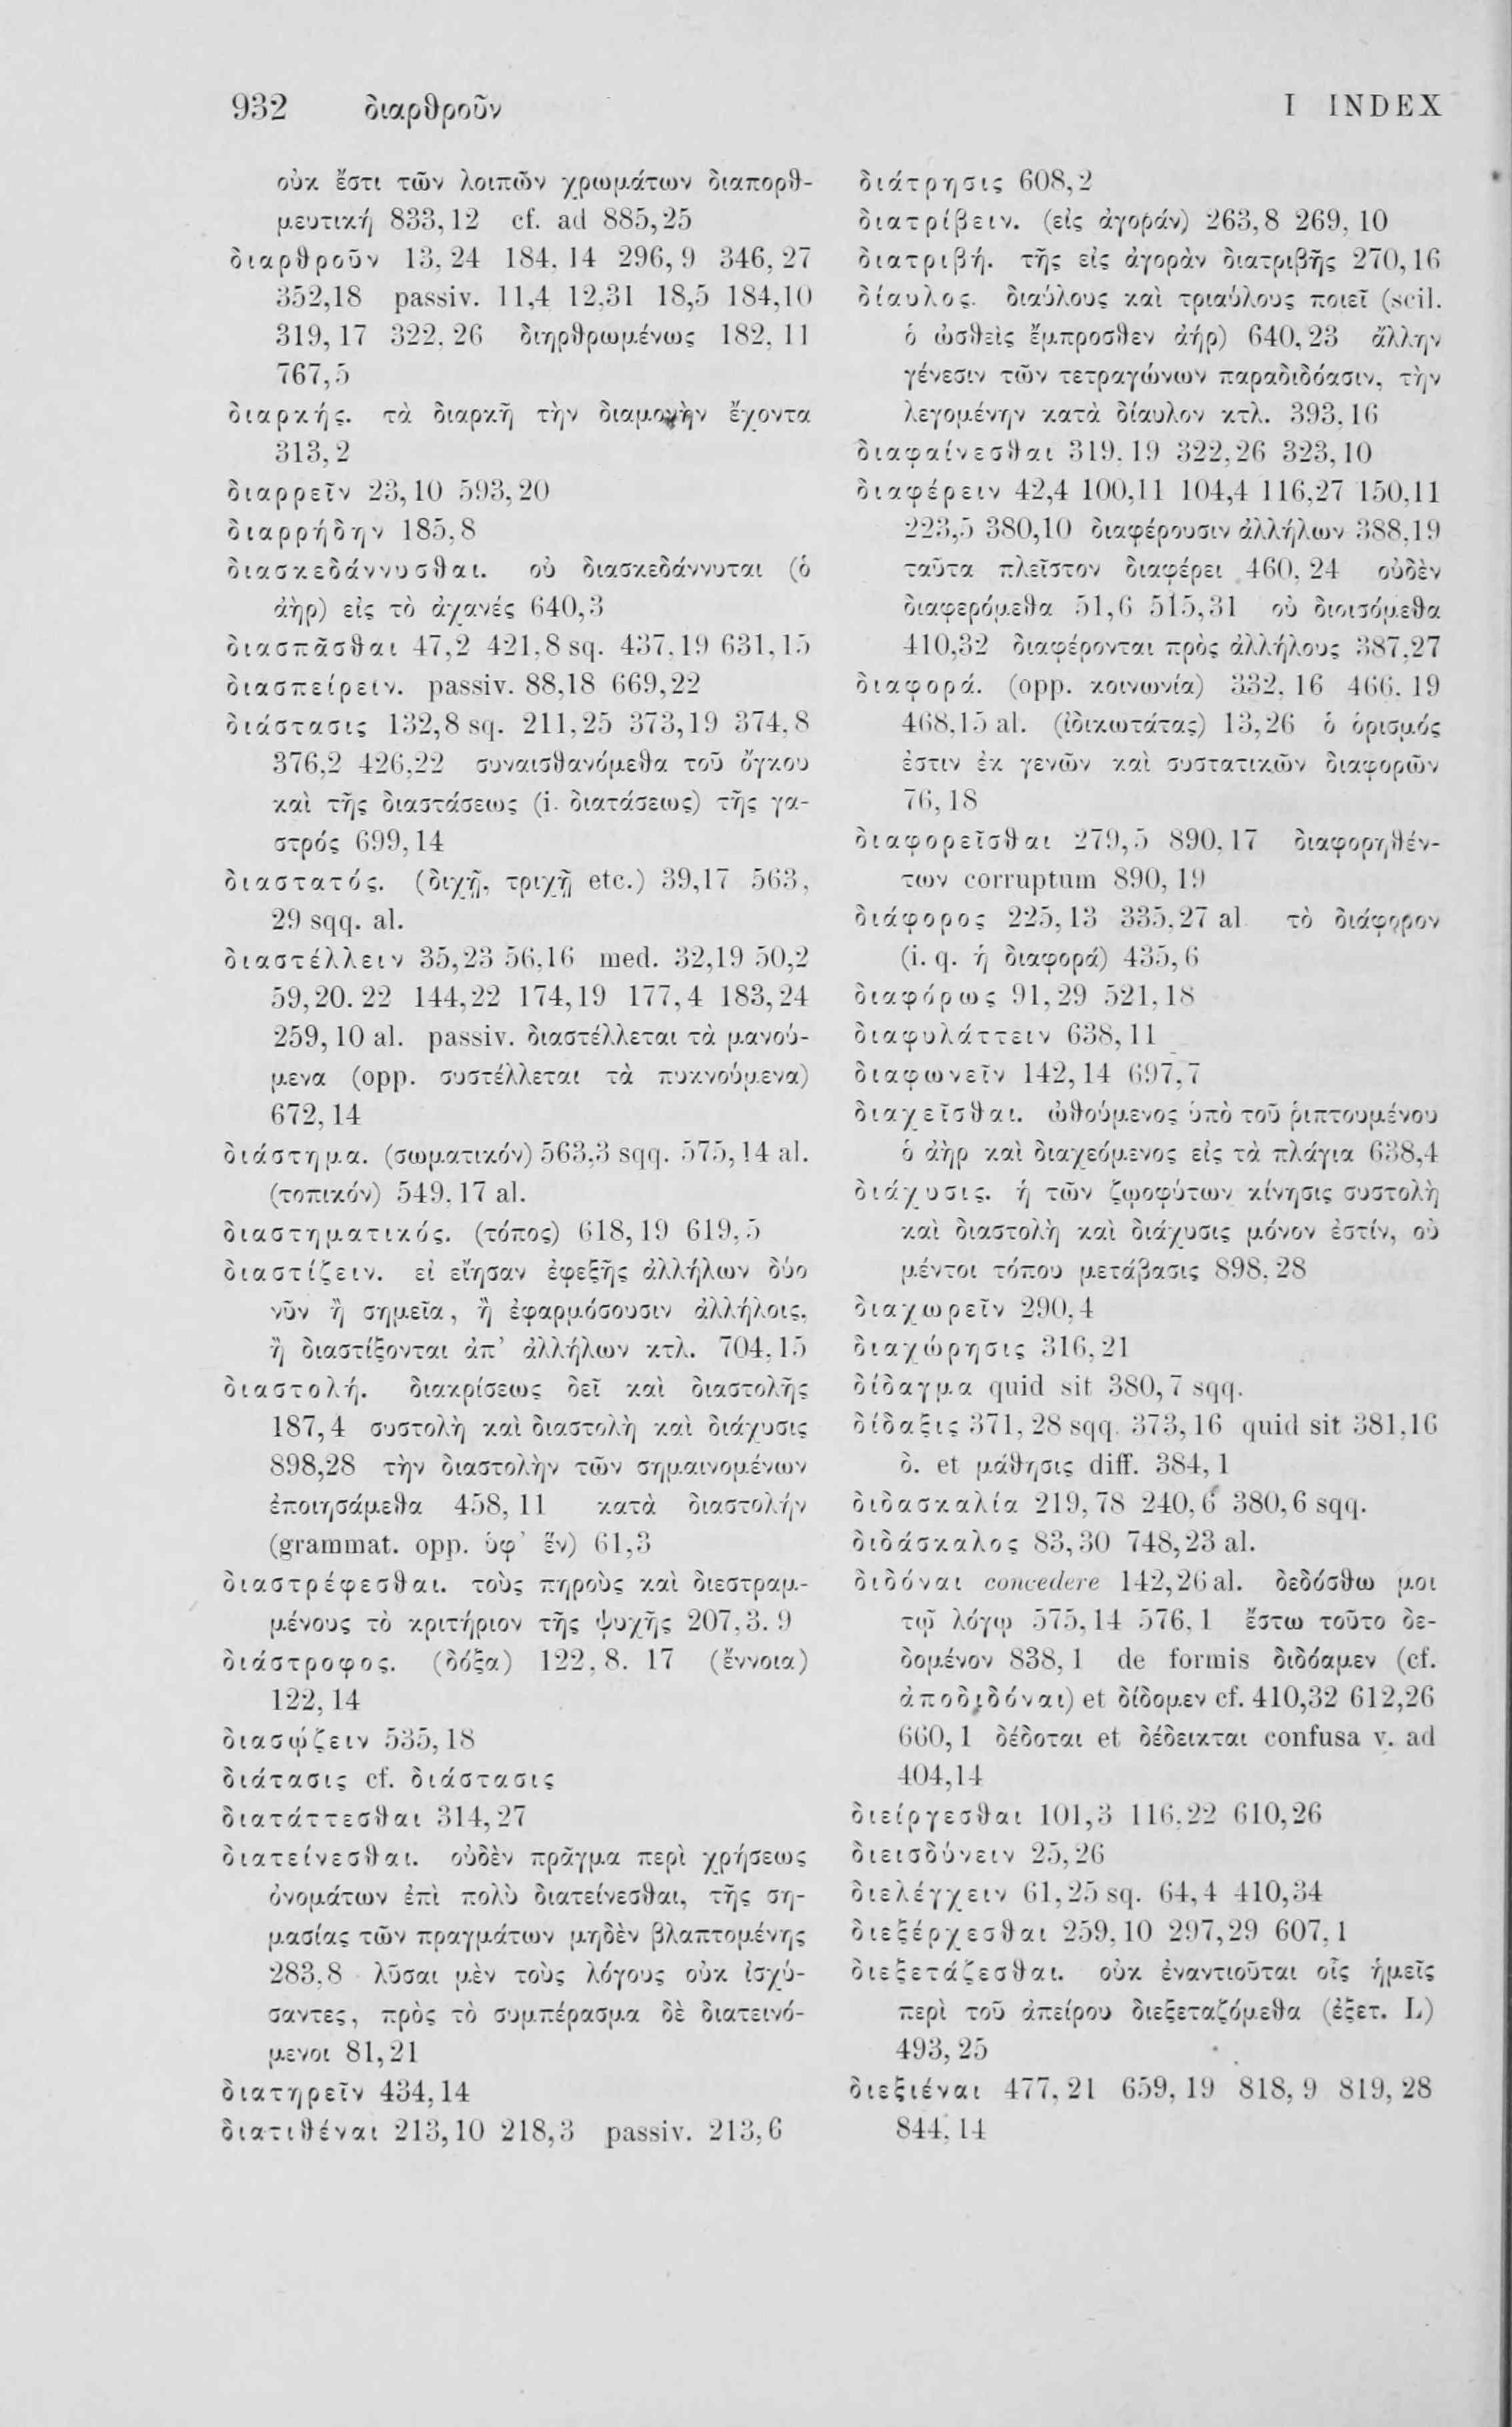 932 διαρθροῦν I INDEX
οὐκ ἔστι τῶν λοιπῶν χρωμάτων διαπορθ-
μευτική 833,12 cf. ad 885,25
διαρθροῦν 13,24 184,14 296,9 346,27
352,18 passiv. 11,4 12,31 18,5 184,10
319,17 322,26 διηρθρωμένως 182,11
767,5
διαρκής. τὰ διαρκῆ τὴν διαμονὴν ἔχοντα
313,2
διαρρεῖν 23,10 593,20
διαρρήδην 185,8
διασκεδάννυσθαι. οὐ διασκεδάννυται (ὁ
ἀὴρ) εἰς τὸ ἀχανές 640,3
διασπᾶσθαι 47,2 421,8 sq. 437,19 631,15
διασπείρειν. passiv. 88,18 669,22
διάστασις 132,8 sq. 211,25 373,19 374,8
376,2 426,22 συναισθανόμεθα τοῦ ὄγκου
καὶ τῆς διαστάσεως (i. διατάσεως) τῆς γα-
στρός 699,14
διαστατός. (διχῇ, τριχῇ etc.) 39,17 563,
29 sqq. al.
διαστέλλειν 35,23 56,16 med. 32,19 50,2
59,20. 22 144,22 174,19 177,4 183,24
259,10 al. passiv. διαστέλλεται τὰ μανού-
μενα (opp. συστέλλεται τὰ πυκνούμενα)
672,14
διάστημα. (σωματικόν) 563,3 sqq. 575,14 al.
(τοπικόν) 549,17 al.
διαστηματικός. (τόπος) 618,19 619,5
διαστίζειν. εἰ εἴησαν ἐφεξῆς ἀλλήλων δύο
νῦν ἢ σημεῖα, ἢ ἐφαρμόσουσιν ἀλλήλοις,
ἢ διαστίξονται ἀπ’ ἀλλήλων κτλ. 704,15
διαστολή. διακρίσεως δεῖ καὶ διαστολῆς
187,4 συστολὴ καὶ διαστολὴ καὶ διάχυσις
898,28 τὴν διαστολὴν τῶν σημαινομένων
ἐποιησάμεθα 458,11 κατὰ διαστολήν
(grammat. opp. ὑφ’ ἕν) 61,3
διαστρέφεσθαι. τοὺς πηροὺς καὶ διεστραμ-
μένους τὸ κριτήριον τῆς ψυχῆς 207,3. 9
διάστροφος. (δόξα) 122,8. 17 (ἔννοια)
122,14
διασῴζειν 535,18
διάτασις cf. διάστασις
διατάττεσθαι 314,27
διατείνεσθαι. οὐδὲν πρᾶγμα περὶ χρήσεως
ὀνομάτων ἐπὶ πολὺ διατείνεσθαι, τῆς ση-
μασίας τῶν πραγμάτων μηδὲν βλαπτομένης
283,8 λῦσαι μὲν τοὺς λόγους οὐκ ἰσχύ-
σαντες, πρὸς τὸ συμπέρασμα δὲ διατεινό-
μενοι 81,21
διατηρεῖν 434,14
διατιθέναι 213,10 218,3 passiv. 213,6
διάτρησις 608,2
διατρίβειν. (εἰς ἀγοράν) 263,8 269,10
διατριβή. τῆς εἰς ἀγορὰν διατριβῆς 270,16
δίαυλος. διαύλους καὶ τριαύλους ποιεῖ (scil.
ὁ ὠσθεὶς ἔμπροσθεν ἀήρ) 640,23 ἄλλην
γένεσιν τῶν τετραγώνων παραδιδόασιν, τὴν
λεγομένην κατὰ δίαυλον κτλ. 393,16
διαφαίνεσθαι 319,19 322,26 323,10
διαφέρειν 42,4 100,11 104,4 116,27 150,11
223,5 380,10 διαφέρουσιν ἀλλήλων 388,19
ταῦτα πλεῖστον διαφέρει 460,24 οὐδὲν
διαφερόμεθα 51,6 515,31 οὐ διοισόμεθα
410,32 διαφέρονται πρὸς ἀλλήλους 387,27
διαφορά. (opp. κοινωνία) 332,16 466,19
468,15 al. (ἰδικωτάτας) 13,26 ὁ ὁρισμός
ἐστιν ἐκ γενῶν καὶ συστατικῶν διαφορῶν
76,18
διαφορεῖσθαι 279,5 890,17 διαφορηθέν-
των corruptum 890,19
διάφορος 225,13 335,27 al. τὸ διάφορον
(i. q. ἡ διαφορά) 435,6
διαφόρως 91,29 521,18
διαφυλάττειν 638,11
διαφωνεῖν 142,14 697,7
διαχεῖσθαι. ὠθούμενος ὑπὸ τοῦ ῥιπτουμένου
ὁ ἀὴρ καὶ διαχεόμενος εἰς τὰ πλάγια 638,4
διάχυσις. ἡ τῶν ζῳοφύτων κίνησις συστολὴ
καὶ διαστολὴ καὶ διάχυσις μόνον ἐστίν, οὐ
μέντοι τόπου μετάβασις 898,28
διαχωρεῖν 290,4
διαχώρησις 316,21
δίδαγμα quid sit 380,7 sqq.
δίδαξις 371,28 sqq. 373,16 quid sit 381,16
δ. et μάθησις diff. 384,1
διδασκαλία 219,78 240,6 380,6 sqq.
διδάσκαλος 83,30 748,23 al.
διδόναι concedere 142,26 al. δεδόσθω μοι
τῷ λόγῳ 575,14 576,1 ἔστω τοῦτο δε-
δομένον 838,1 de formis διδόαμεν (cf.
ἀποδιδόναι) et δίδομεν cf. 410,32 612,26
660,1 δέδοται et δέδεικται confusa v. ad
404,14
διείργεσθαι 101,3 116,22 610,26
διεισδύνειν 25,26
διελέγχειν 61,25 sq. 64,4 410,34
διεξέρχεσθαι 259,10 297,29 607,1
διεξετάζεσθαι. οὐκ ἐναντιοῦται οἷς ἡμεῖς
περὶ τοῦ ἀπείρου διεξεταζόμεθα (ἐξετ. L)
493,25
διεξιέναι 477,21 659,19 818,9 819,28
844,14